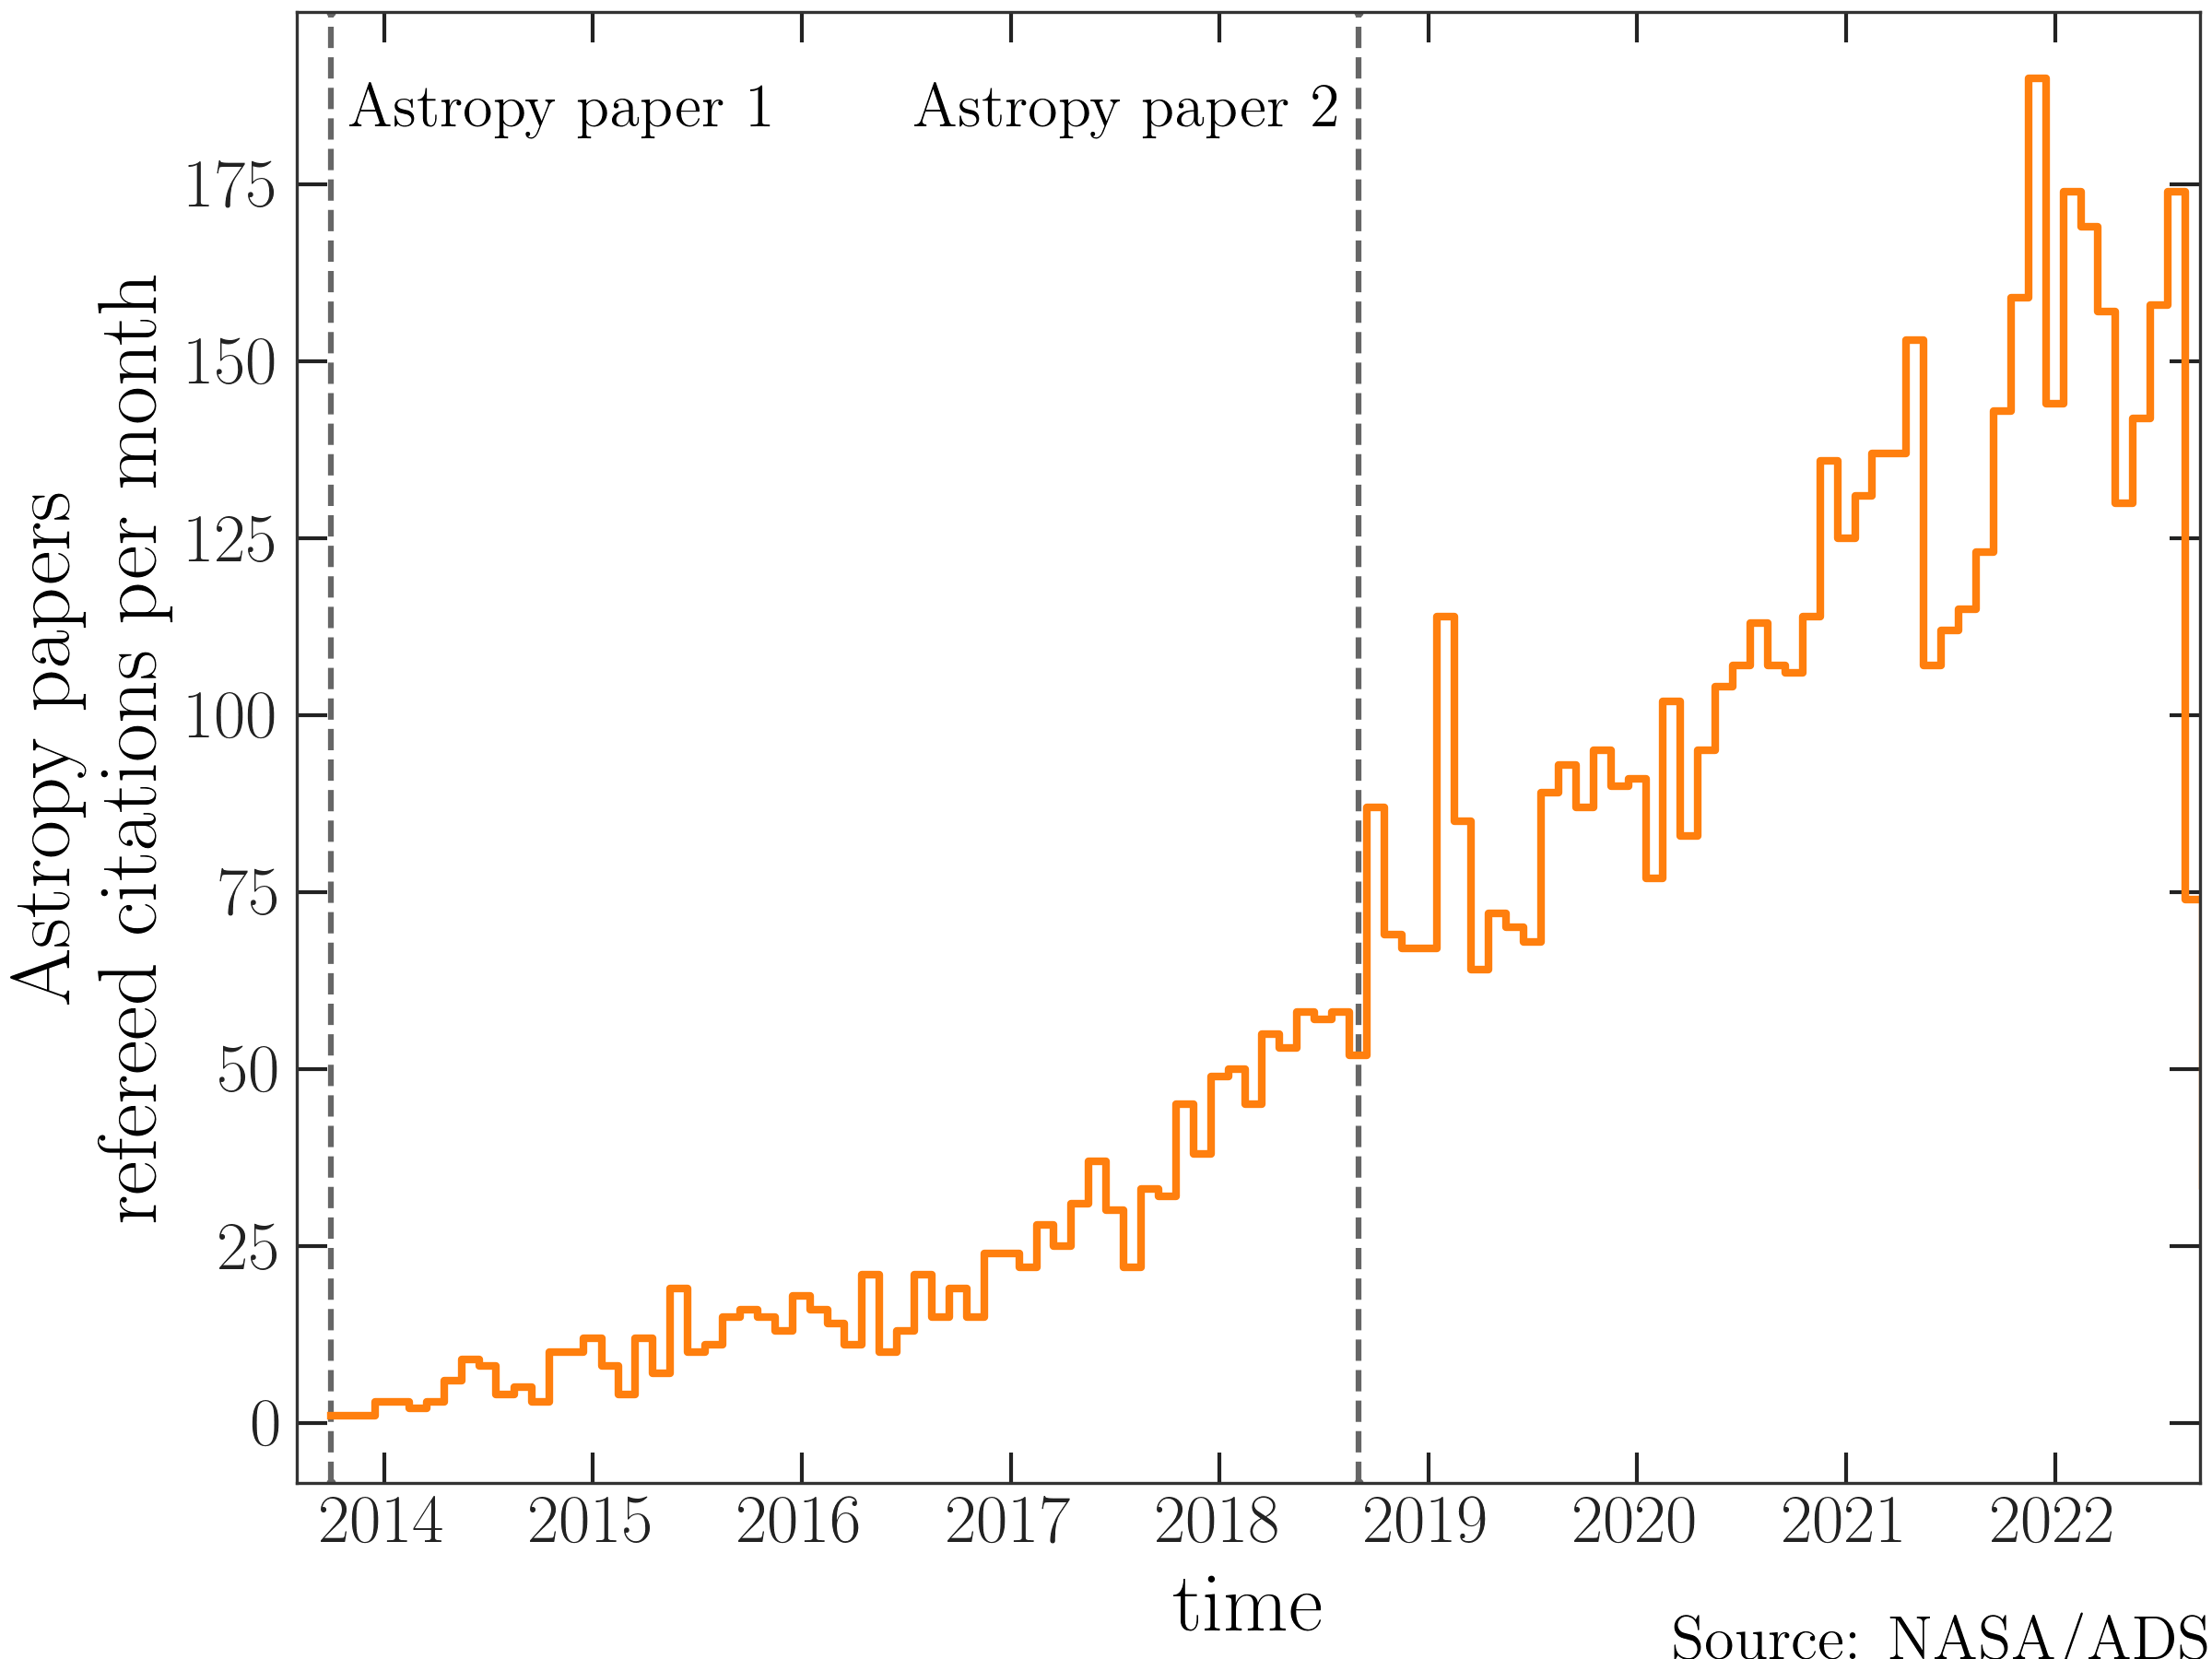 Astropy paper 1
Astropy paper 2
Astropy papers
refereed citations per month
175
150
125
100
75
50
25
0
2014
2015
2016
2017
2018
2019
2020
2021
2022
time
Source: NASA/ADS